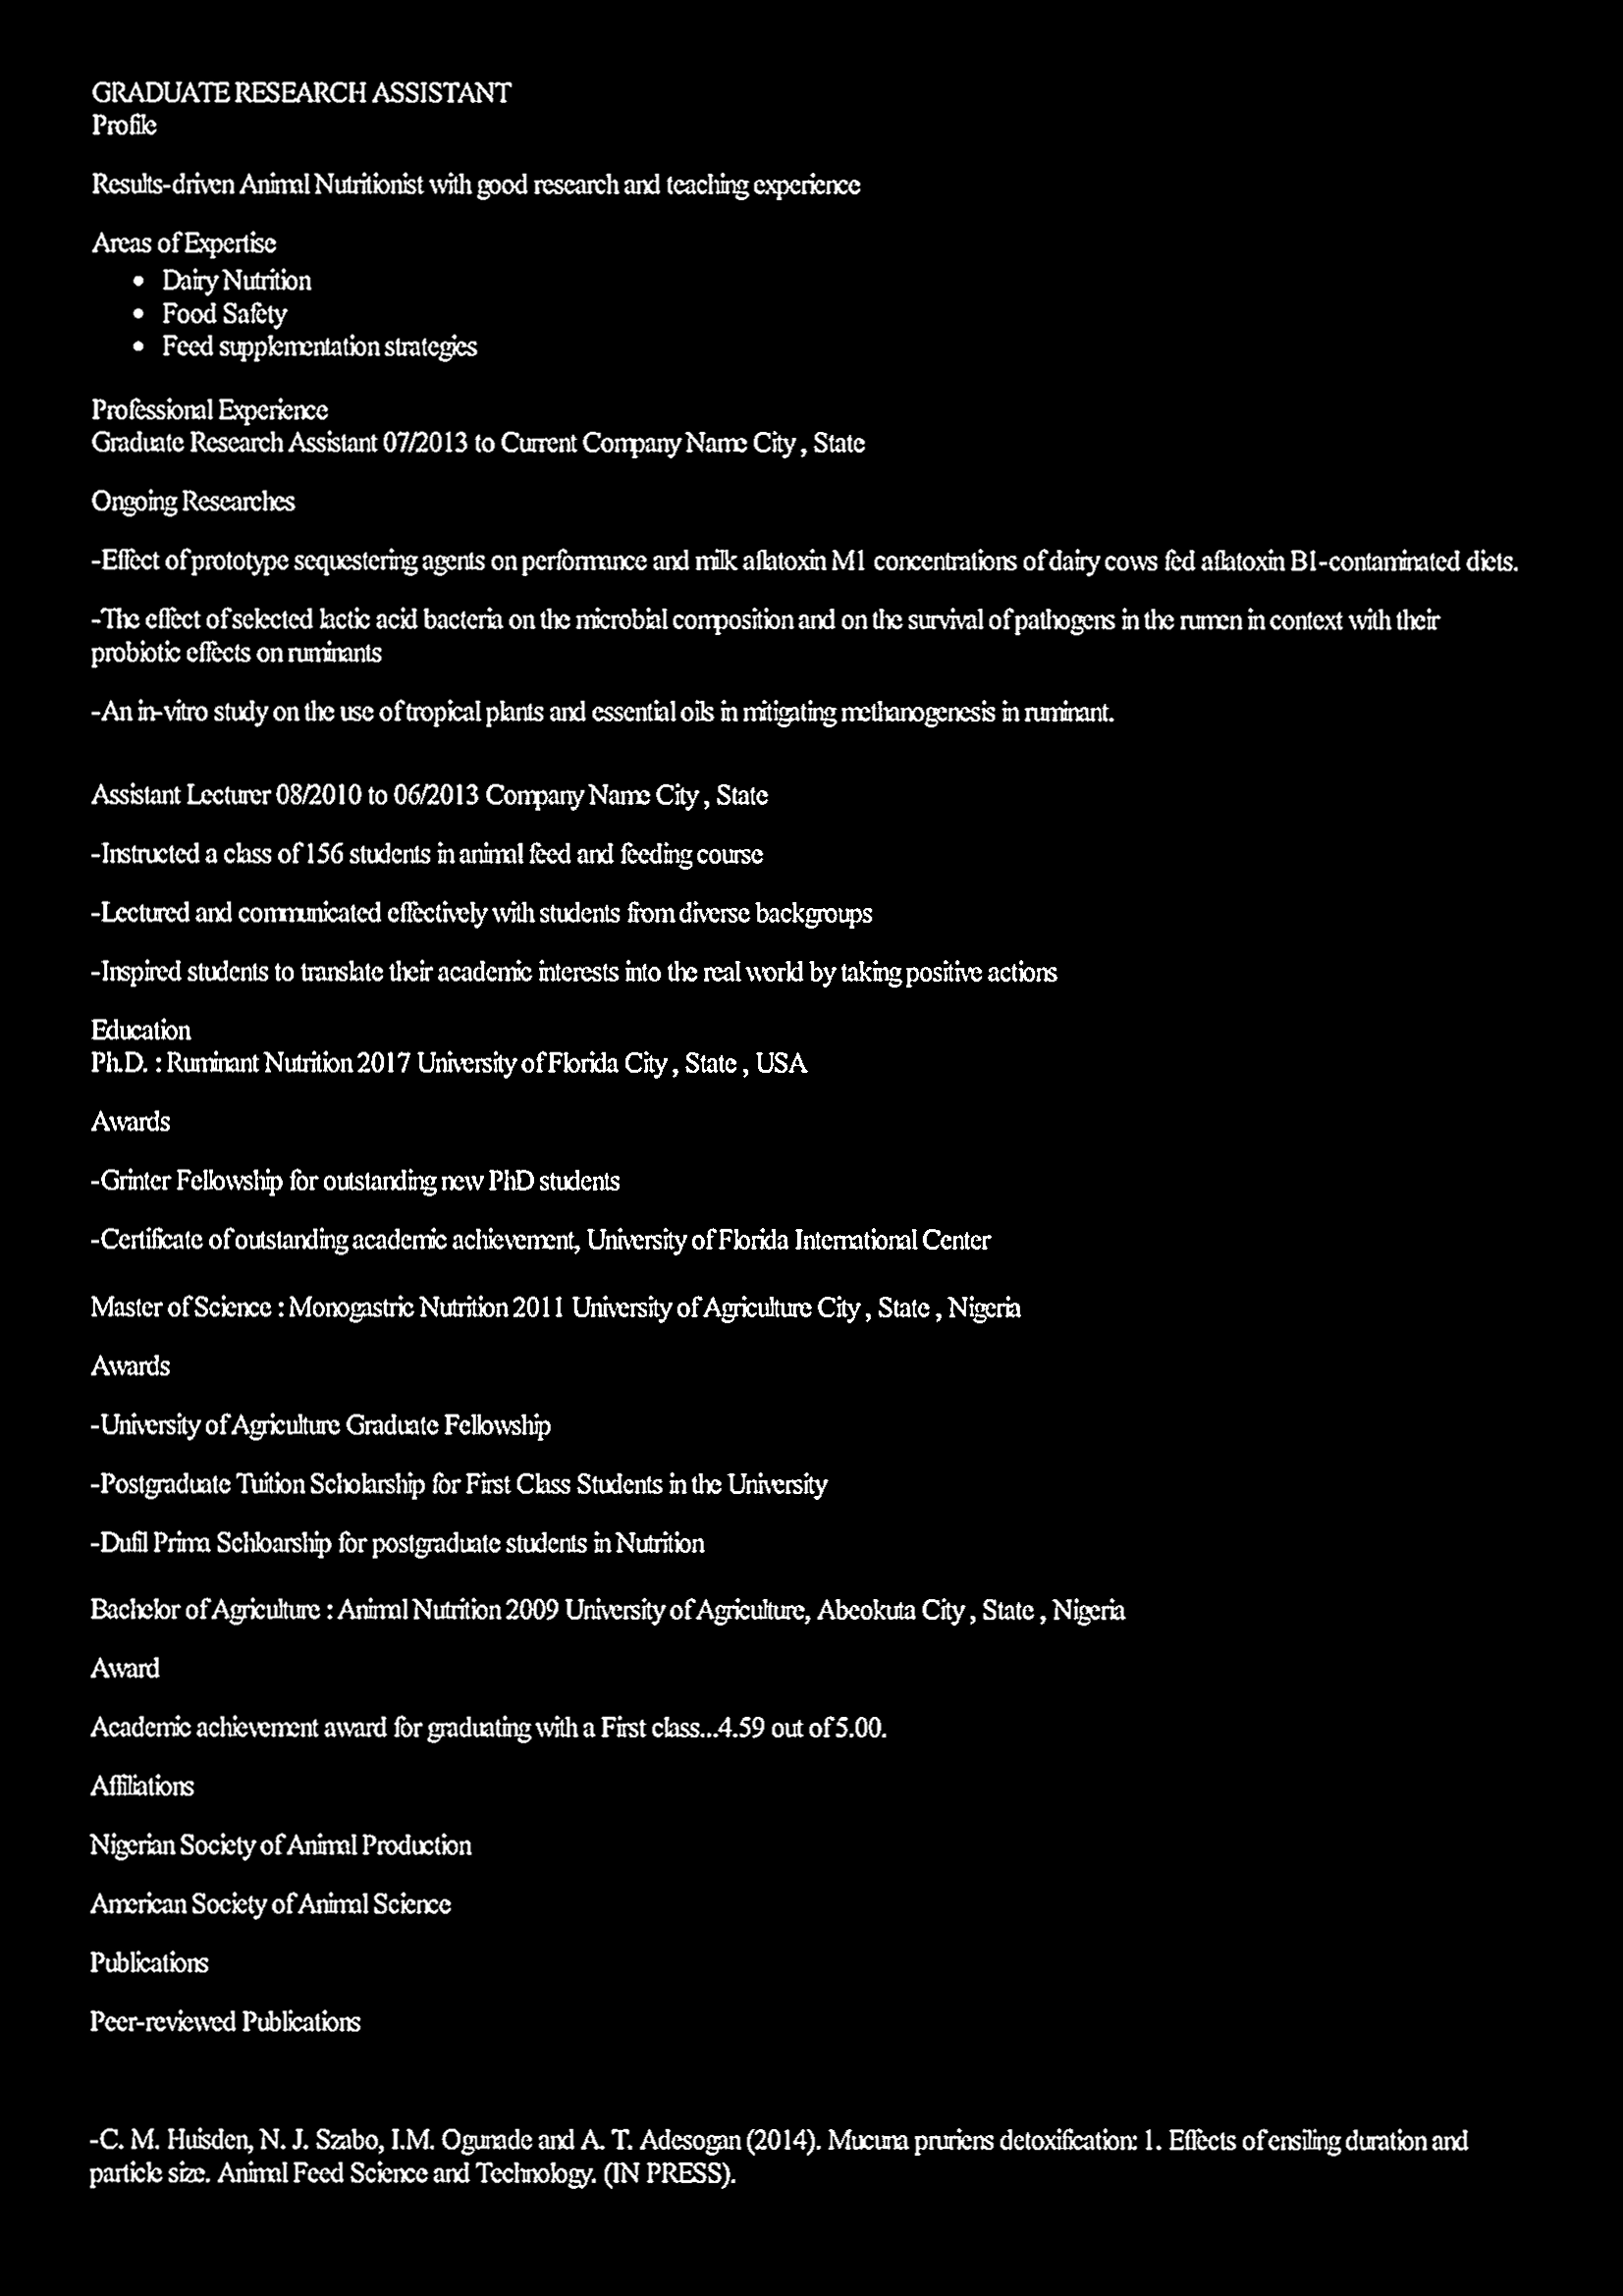 GRADUATE RESEARCH ASSISTANT
Profile
Results-driven Animal Nutritionist with good research and teaching experience
Areas of Expertise
• Dairy Nutrition
• Food Safety
• Feed supplementation strategies
Professional Experience
Graduate Research Assistant 07/2013 to Current Company Name City , State
Ongoing Researches
-Effect of prototype sequestering agents on performance and milk aflatoxin M1 concentrations of dairy cows fed aflatoxin B1-contaminated diets.
-The effect of selected lactic acid bacteria on the microbial composition and on the survival of pathogens in the rumen in context with their
probiotic effects on ruminants
-An in-vitro study on the use of tropical plants and essential oils in mitigating methanogenesis in ruminant.
Assistant Lecturer 08/2010 to 06/2013 Company Name City , State
-Instructed a class of 156 students in animal feed and feeding course
-Lectured and communicated effectively with students from diverse backgroups
-Inspired students to translate their academic interests into the real world by taking positive actions
Education
Ph.D. : Ruminant Nutrition 2017 University of Florida City , State , USA
Awards
-Grinter Fellowship for outstanding new PhD students
-Certificate of outstanding academic achievement, University of Florida International Center
Master of Science : Monogastric Nutrition 2011 University of Agriculture City , State , Nigeria
Awards
-University of Agriculture Graduate Fellowship
-Postgraduate Tuition Scholarship for First Class Students in the University
-Dufil Prima Schloarship for postgraduate students in Nutrition
Bachelor of Agriculture : Animal Nutrition 2009 University of Agriculture, Abeokuta City , State , Nigeria
Award
Academic achievement award for graduating with a First class...4.59 out of 5.00.
Affiliations
Nigerian Society of Animal Production
American Society of Animal Science
Publications
Peer-reviewed Publications
-C. M. Huisden, N. J. Szabo, I.M. Ogunade and A. T. Adesogan (2014). Mucuna pruriens detoxification: 1. Effects of ensiling duration and
particle size. Animal Feed Science and Technology. (IN PRESS).